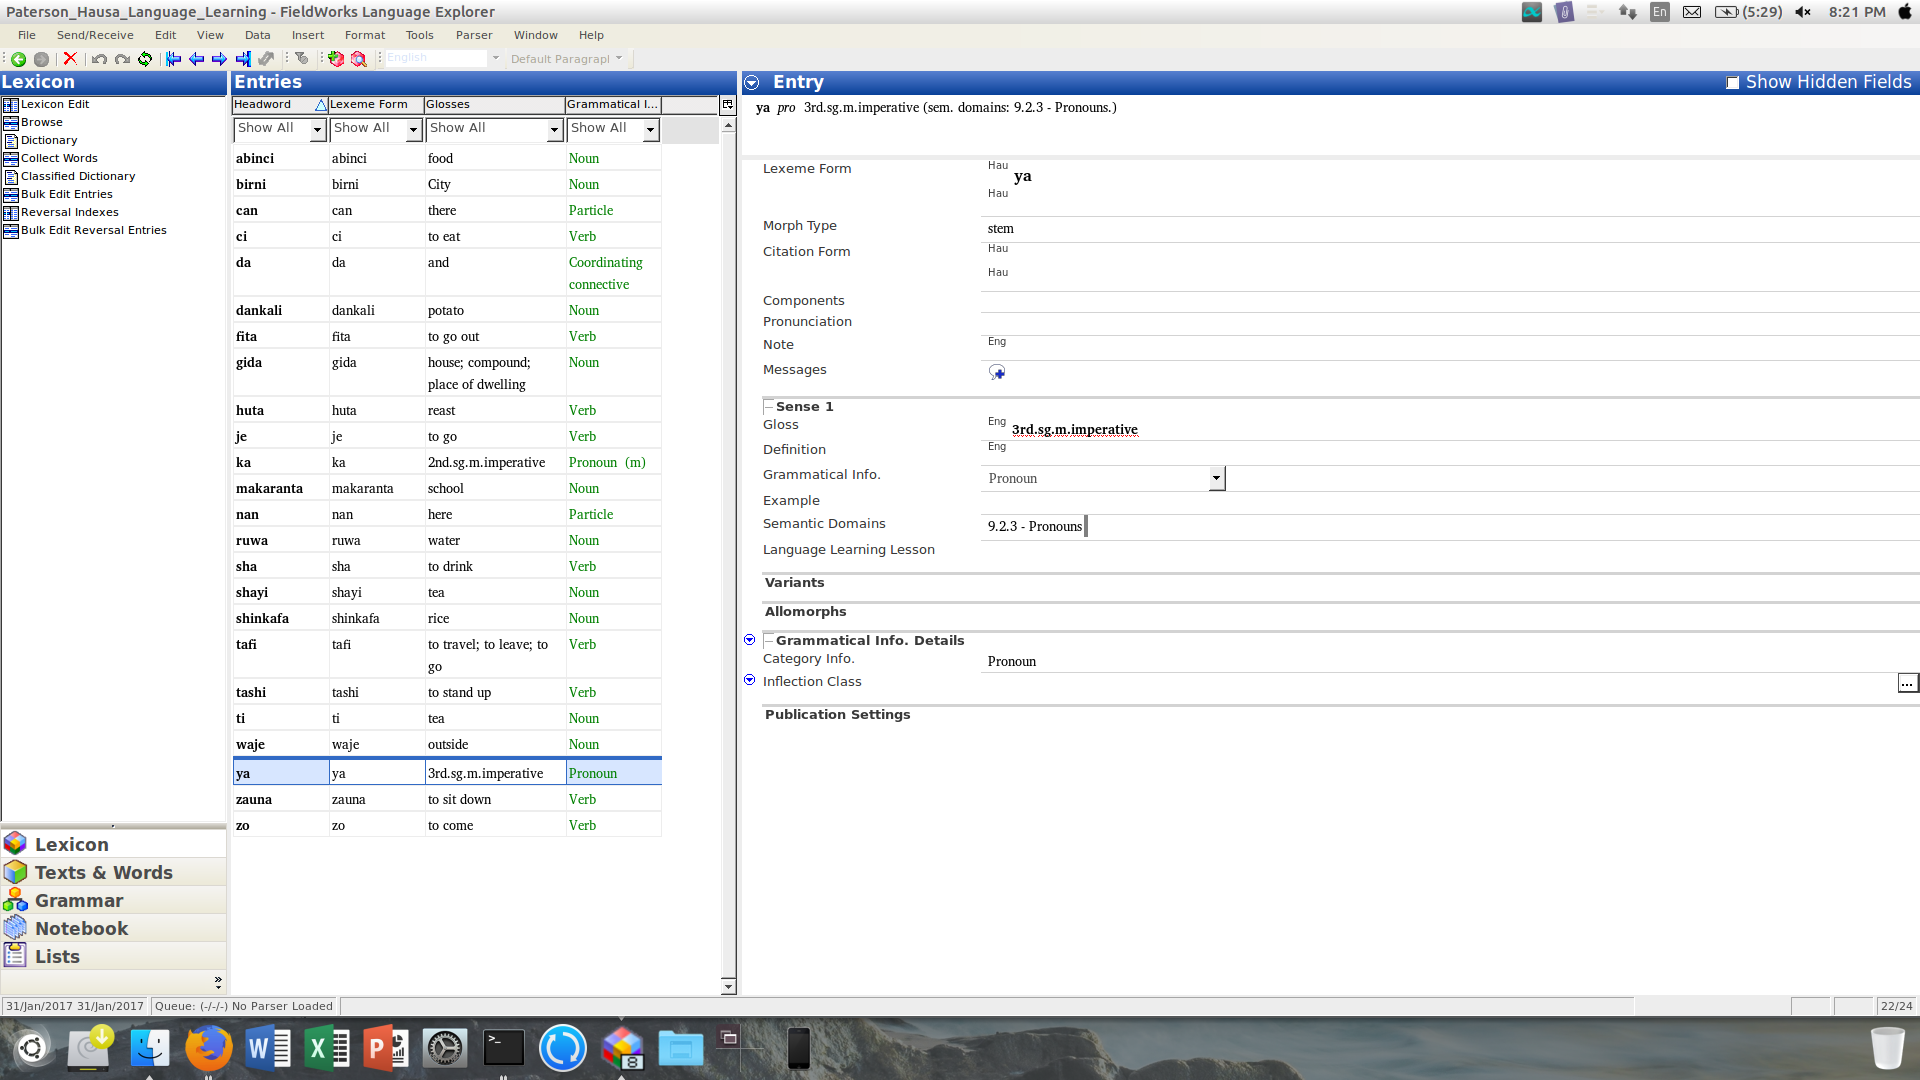 Paterson_Hausa_Language_Learning - FieldWorks Language Explorer
En
(5:29)
8:21 PM
File Send/Receive Edit View Data Insert Format Tools Parser Window Help
English
Default Paragraph
Lexicon
Lexicon Edit
Browse
Dictionary
Collect Words
Classified Dictionary
Bulk Edit Entries
Reversal Indexes
Bulk Edit Reversal Entries
Lexicon
Texts & Words
Grammar
Notebook
Lists
Entries
Headword Lexeme Form Glosses Grammatical I...
Show All Show All Show All Show All
abinci abinci food Noun
birni birni City Noun
can can there Particle
ci ci to eat Verb
da da and Coordinating
connective
dankali dankali potato Noun
fita fita to go out Verb
gida gida house; compound; Noun
place of dwelling
huta huta reast Verb
je je to go Verb
ka ka 2nd.sg.m.imperative Pronoun (m)
makaranta makaranta school Noun
nan nan here Particle
ruwa ruwa water Noun
sha sha to drink Verb
shayi shayi tea Noun
shinkafa shinkafa rice Noun
tafi tafi to travel; to leave; to Verb
go
tashi tashi to stand up Verb
ti ti tea Noun
waje waje outside Noun
ya ya 3rd.sg.m.imperative Pronoun
zauna zauna to sit down Verb
zo zo to come Verb
Entry
Show Hidden Fields
ya pro 3rd.sg.m.imperative (sem. domains: 9.2.3 - Pronouns.)
Lexeme Form Hau ya
Hau
Morph Type stem
Citation Form Hau
Hau
Components
Pronunciation
Note Eng
Messages
Sense 1
Gloss Eng 3rd.sg.m.imperative
Definition Eng
Grammatical Info. Pronoun
Example
Semantic Domains 9.2.3 - Pronouns
Language Learning Lesson
Variants
Allomorphs
Grammatical Info. Details
Category Info. Pronoun
Inflection Class ...
Publication Settings
31/Jan/2017 31/Jan/2017 Queue: (-/-/-) No Parser Loaded 22/24
W X P >_ 8